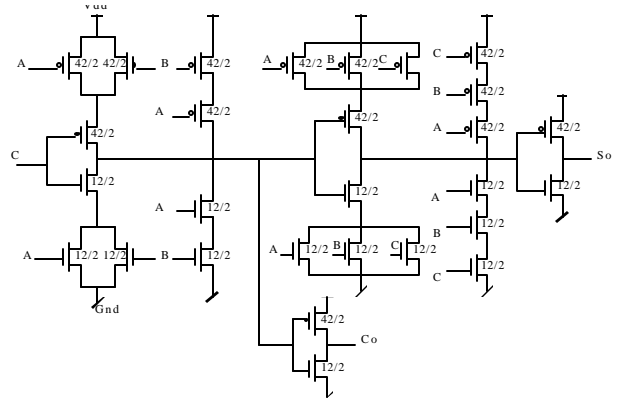 Vdd
A 42/2 42/2 B 42/2 A 42/2 B 42/2 C C 42/2
B 42/2
A 42/2
42/2 42/2 A 42/2 42/2
C So
12/2 12/2 12/2 12/2
A 12/2 A
B 12/2
A 12/2 12/2 B 12/2 A 12/2 B 12/2 C 12/2
C 12/2
Gnd
42/2
Co
12/2